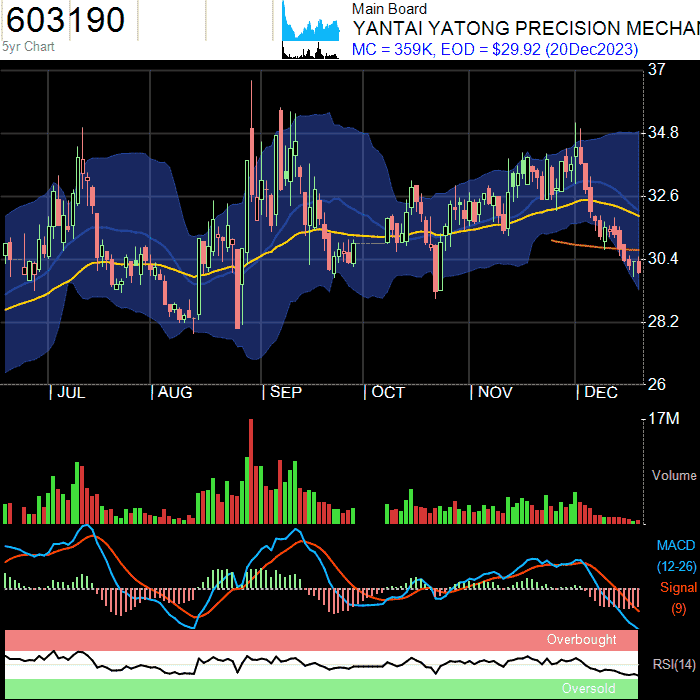 603190
5yr Chart
Main Board
YANTAI YATONG PRECISION MECHAN
MC = 359K, EOD = $29.92 (20Dec2023)
37
34.8
32.6
30.4
28.2
26
JUL
AUG
SEP
OCT
NOV
DEC
17M
Volume
MACD
(12-26)
Signal
(9)
Overbought
RSI(14)
Oversold